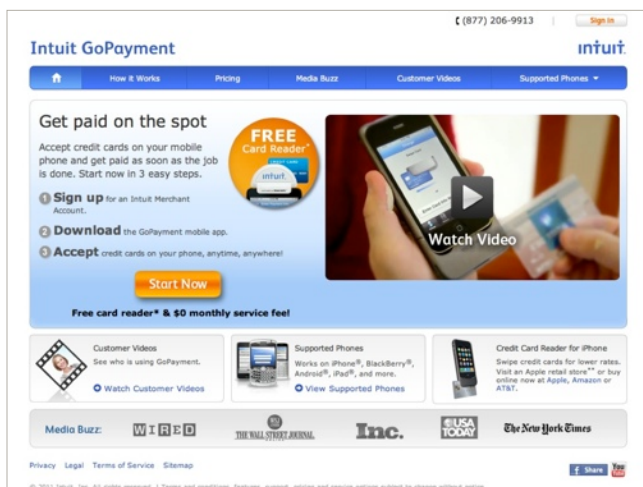 (877) 206-9913
Sign In
Intuit GoPayment
intuit
How it Works
Pricing
Media Buzz
Customer Videos
Supported Phones
Get paid on the spot
Accept credit cards on your mobile
phone and get paid as soon as the job
is done. Start now in 3 easy steps.
1 Sign up for an Intuit Merchant
Account.
2 Download the GoPayment mobile app.
3 Accept credit cards on your phone, anytime, anywhere!
Start Now
Free card reader* & $0 monthly service fee!
FREE
Card Reader*
intuit
Watch Video
Customer Videos
See who is using GoPayment.
Watch Customer Videos
Supported Phones
Works on iPhone®, BlackBerry®,
Android®, iPad®, and more.
View Supported Phones
Credit Card Reader for iPhone
Swipe credit cards for lower rates.
Visit an Apple retail store** or buy
online now at Apple, Amazon or
AT&T.
Media Buzz:
WIRED
WSJ
THE WALL STREET JOURNAL
Inc.
USA
TODAY
The New York Times
Privacy Legal Terms of Service Sitemap
f Share
You
Tube